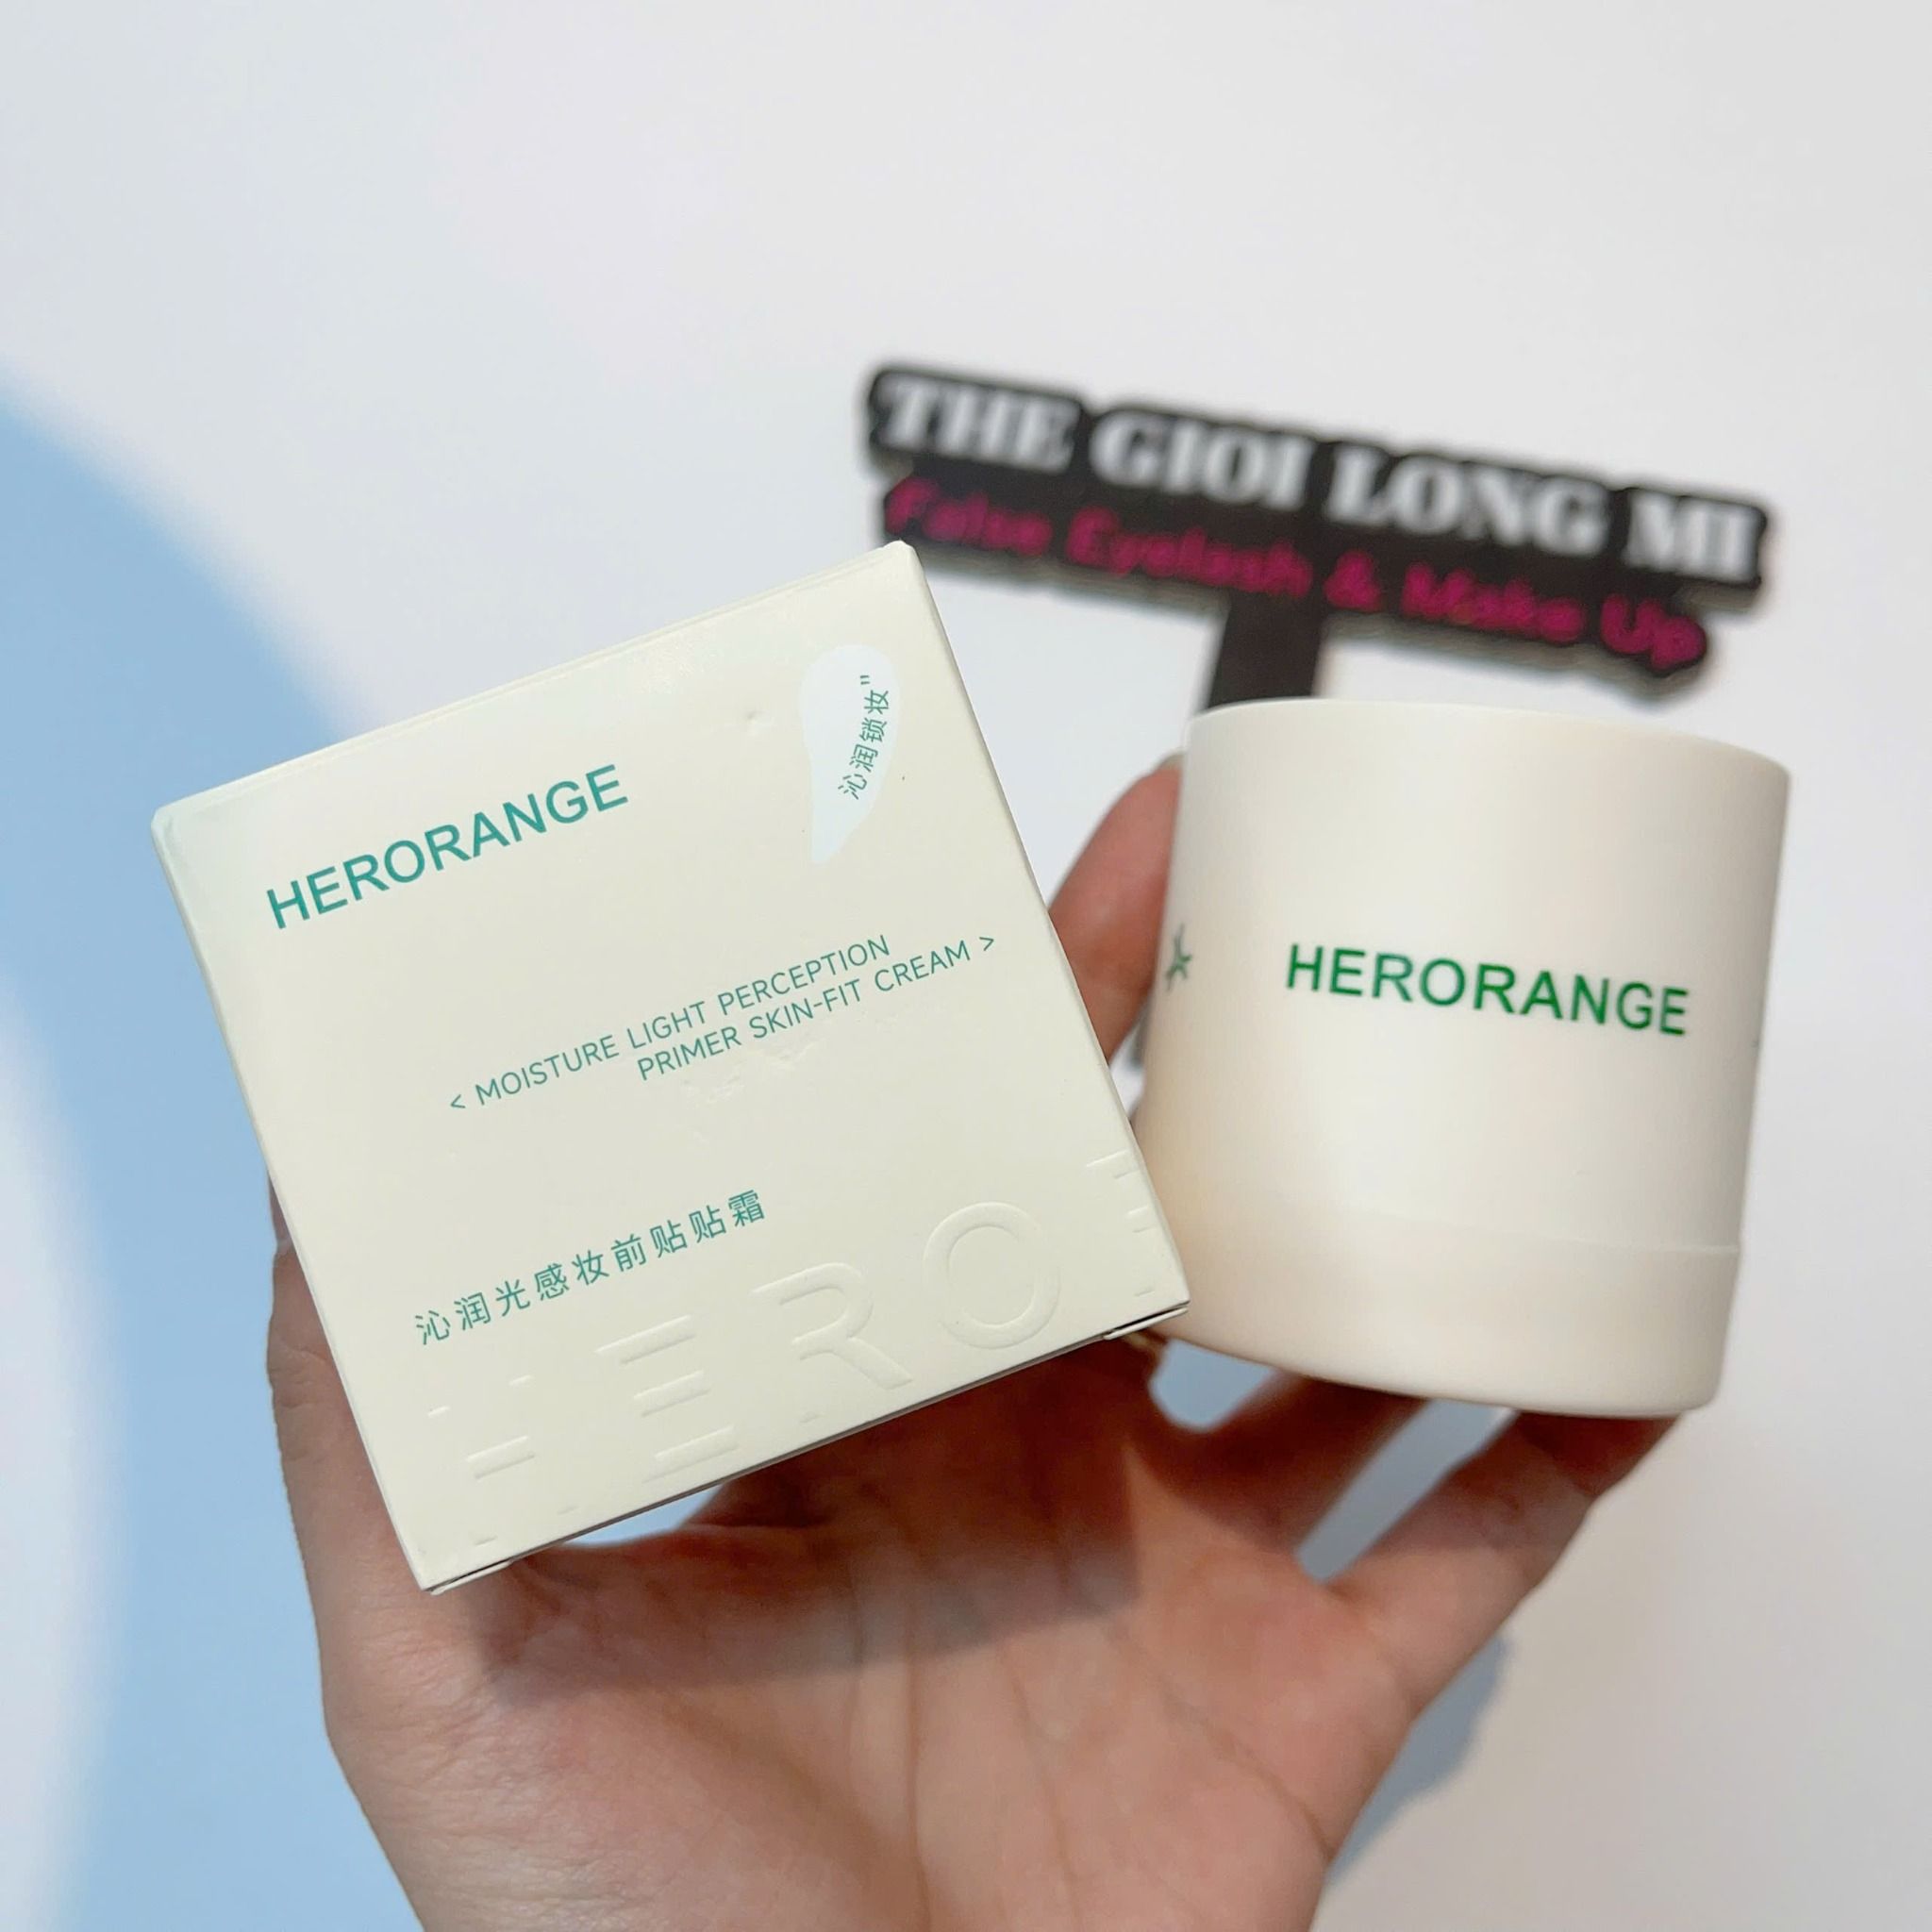 THE GIOI LONG MI
False Eyelash & Make Up
沁润锁妆"
HERORANGE
< MOISTURE LIGHT PERCEPTION
PRIMER SKIN-FIT CREAM >
沁润光感妆前贴贴霜
HERO
HERORANGE